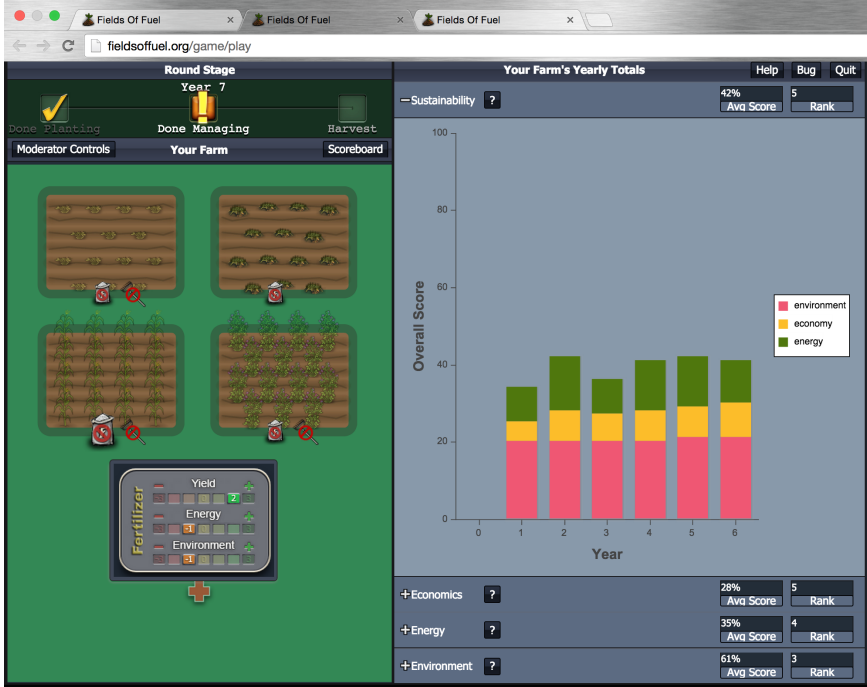 Fields Of Fuel
Fields Of Fuel
Fields Of Fuel
fieldsoffuel.org/game/play
Round Stage
Year 7
Done Planting
Done Managing
Harvest
Moderator Controls
Your Farm
Scoreboard
Fertilizer
Yield
2
Energy
-1
Environment
-1
Your Farm's Yearly Totals
Help
Bug
Quit
Sustainability
?
42%
Avg Score
5
Rank
Overall Score
100
80
60
40
20
0
0 1 2 3 4 5 6
Year
environment
economy
energy
Economics
?
28%
Avg Score
5
Rank
Energy
?
35%
Avg Score
4
Rank
Environment
?
61%
Avg Score
3
Rank